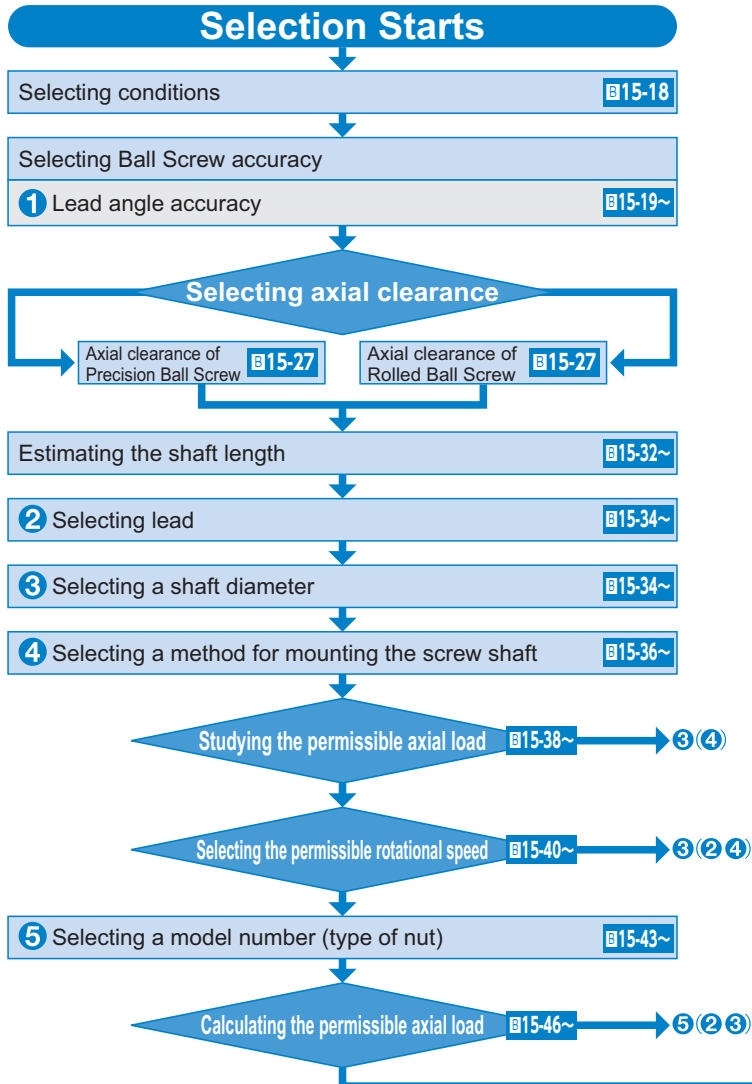 Selection Starts
Selecting conditions B15-18
Selecting Ball Screw accuracy
1 Lead angle accuracy B15-19~
Selecting axial clearance
Axial clearance of
Precision Ball Screw B15-27
Axial clearance of
Rolled Ball Screw B15-27
Estimating the shaft length B15-32~
2 Selecting lead B15-34~
3 Selecting a shaft diameter B15-34~
4 Selecting a method for mounting the screw shaft B15-36~
Studying the permissible axial load B15-38~ 3(4)
Selecting the permissible rotational speed B15-40~ 3(2 4)
5 Selecting a model number (type of nut) B15-43~
Calculating the permissible axial load B15-46~ 5(2 3)